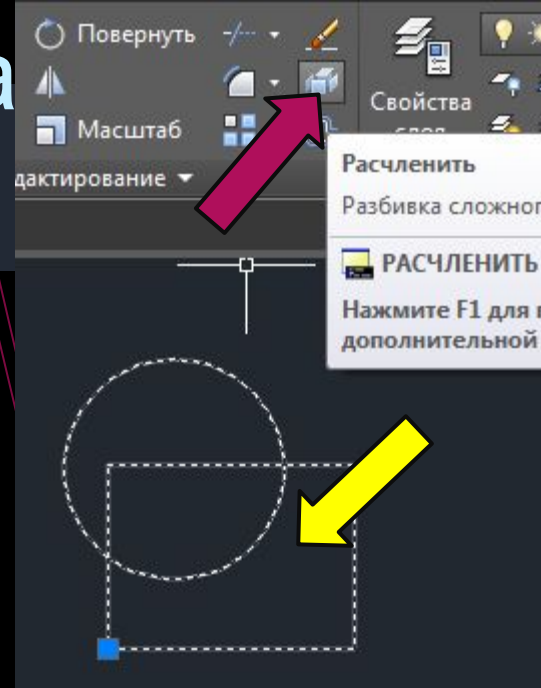 а
Повернуть
Масштаб
Свойства
дактирование
Расчленить
Разбивка сложног
РАСЧЛЕНИТЬ
Нажмите F1 для
дополнительной